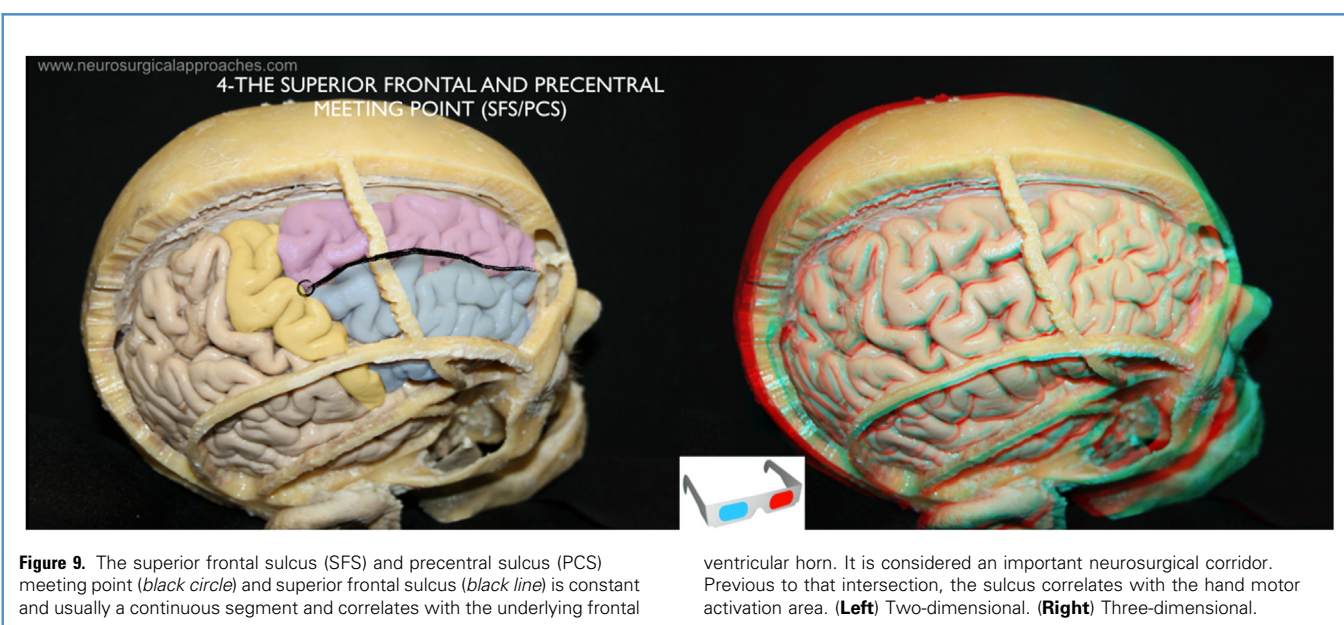 www.neurosurgicalapproaches.com
4-THE SUPERIOR FRONTAL AND PRECENTRAL
MEETING POINT (SFS/PCS)
Figure 9. The superior frontal sulcus (SFS) and precentral sulcus (PCS)
meeting point (black circle) and superior frontal sulcus (black line) is constant
and usually a continuous segment and correlates with the underlying frontal
ventricular horn. It is considered an important neurosurgical corridor.
Previous to that intersection, the sulcus correlates with the hand motor
activation area. (Left) Two-dimensional. (Right) Three-dimensional.